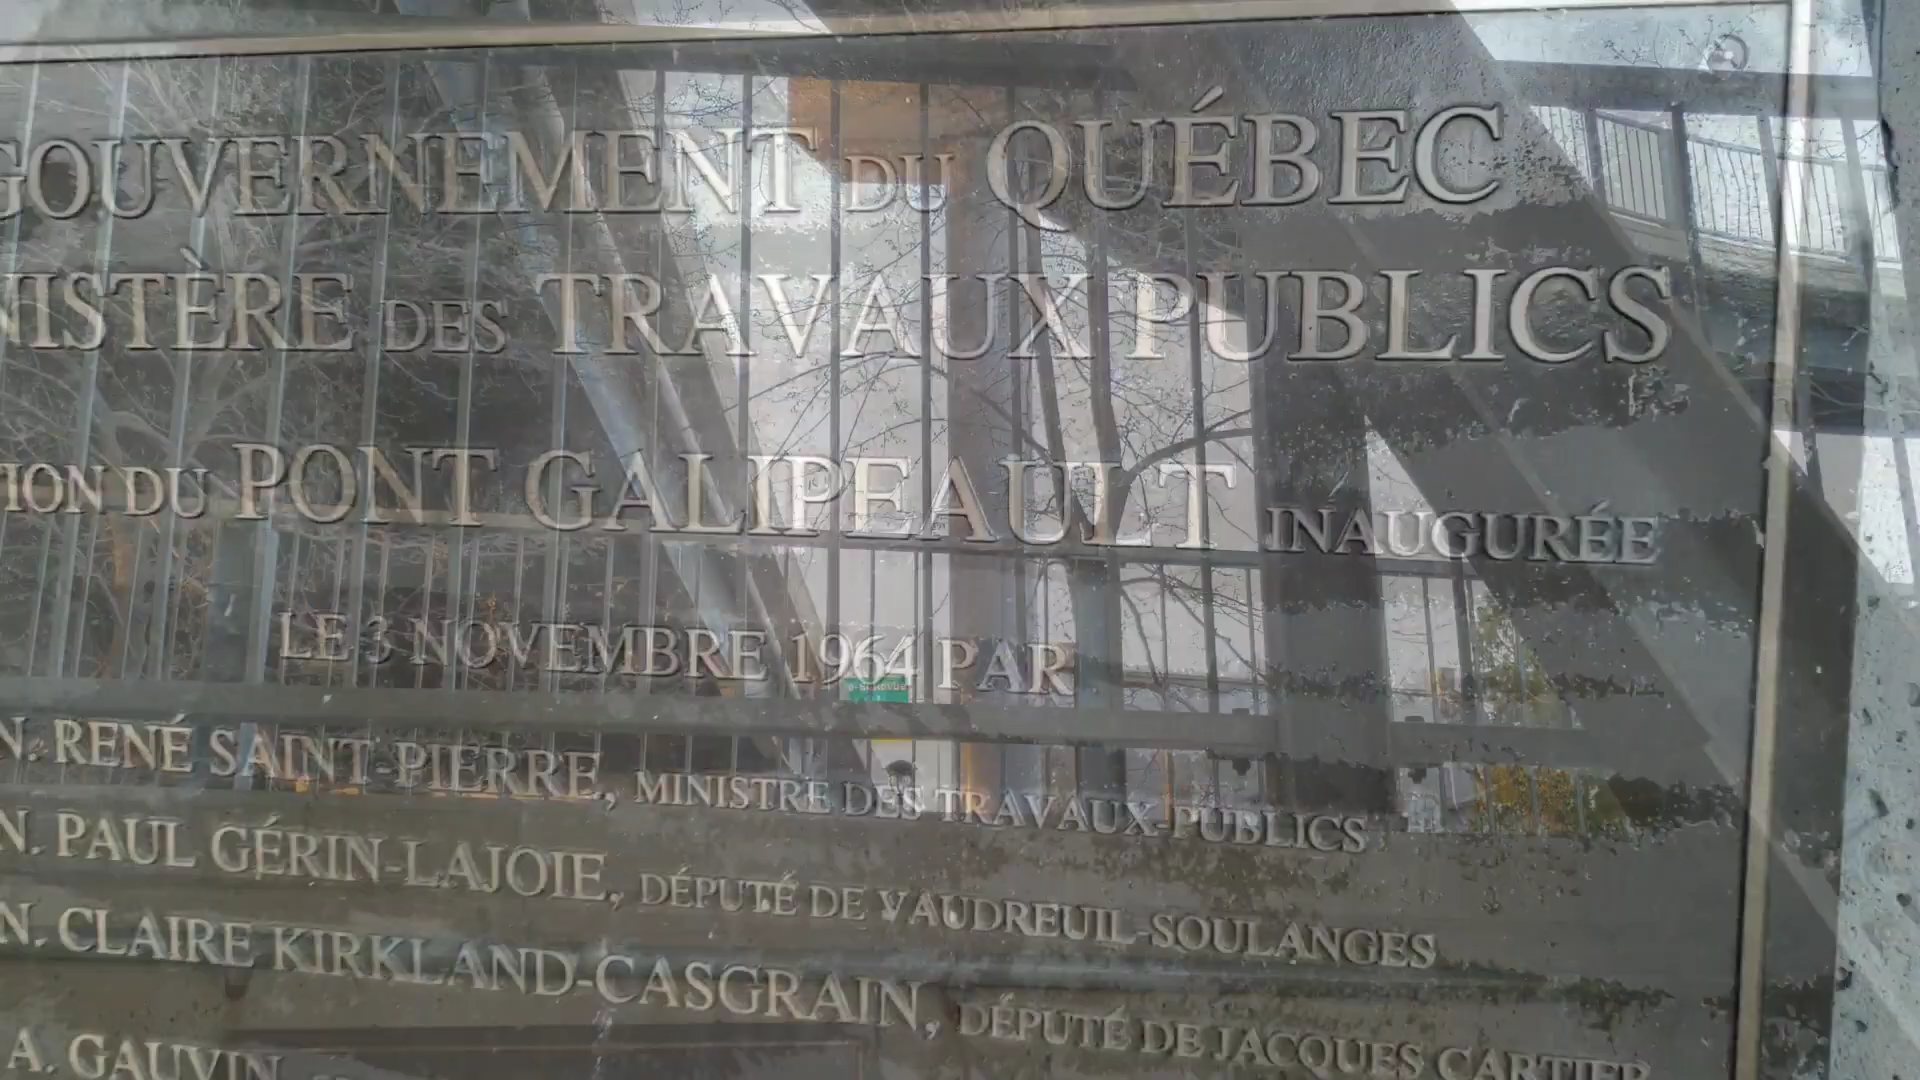 GOUVERNEMENT DU QUÉBEC
NISTÈRE DES TRAVAUX PUBLICS
TION DU PONT GALIPEAULT INAUGURÉE
LE 3 NOVEMBRE 1964 PAR
N. RENÉ SAINT-PIERRE, MINISTRE DES TRAVAUX-PUBLICS
N. PAUL GÉRIN-LAJOIE, DÉPUTÉ DE VAUDREUIL-SOULANGES
N. CLAIRE KIRKLAND-CASGRAIN, DÉPUTÉ DE JACQUES CARTIER
A. GAUVIN,